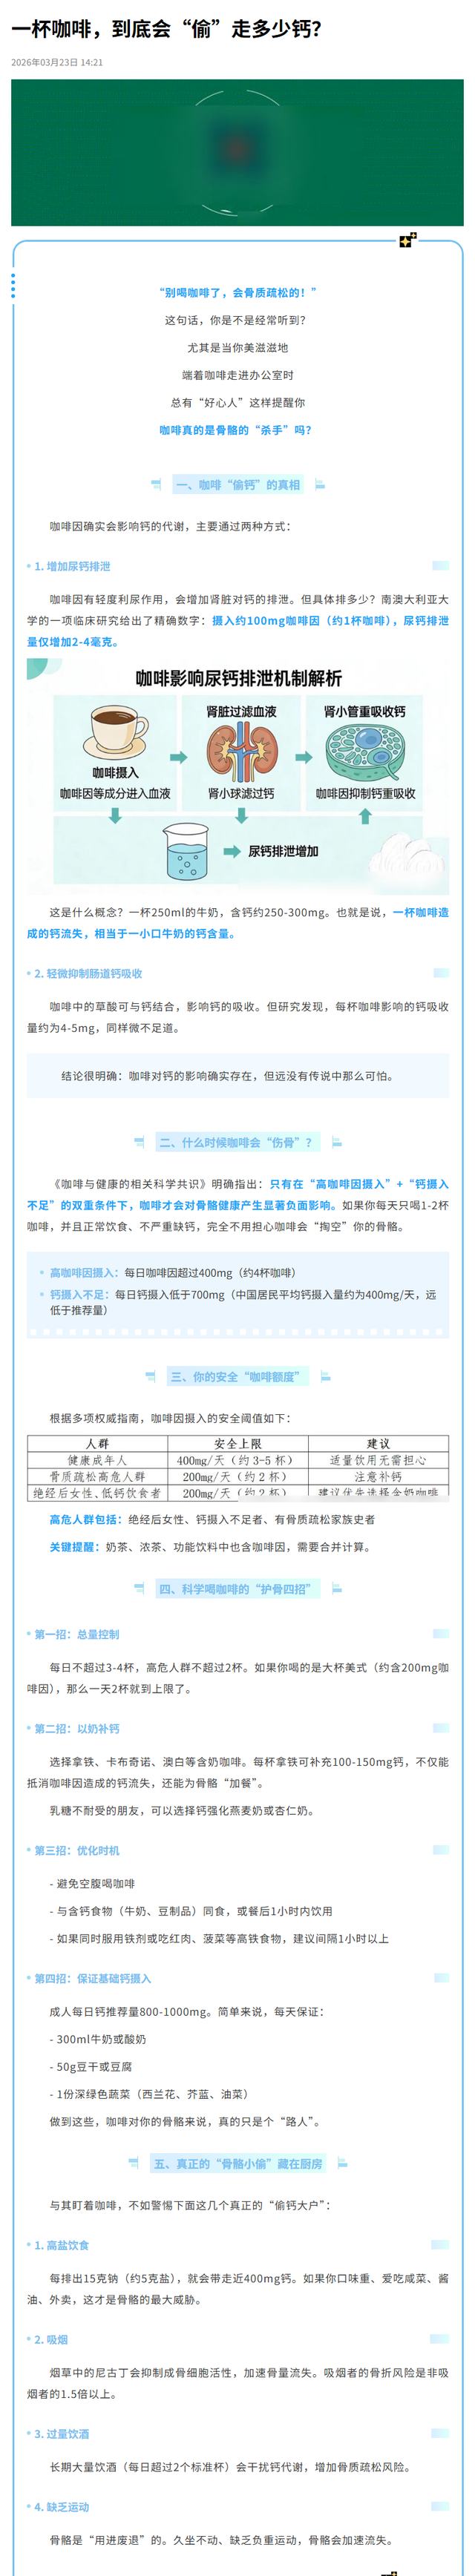 一杯咖啡，到底会“偷”走多少钙？
2026年03月23日 14:21
“别喝咖啡了，会骨质疏松的！”
这句话，你是不是经常听到？
尤其是当你美滋滋地
端着咖啡走进办公室时
总有“好心人”这样提醒你
咖啡真的是骨骼的“杀手”吗？
一、咖啡“偷钙”的真相
咖啡因确实会影响钙的代谢，主要通过两种方式：
1. 增加尿钙排泄
咖啡因有轻度利尿作用，会增加肾脏对钙的排泄。但具体排多少？南澳大利亚大
学的一项临床研究给出了精确数字：摄入约100mg咖啡因（约1杯咖啡），尿钙排泄
量仅增加2-4毫克。
咖啡影响尿钙排泄机制解析
咖啡摄入
咖啡因等成分进入血液
肾脏过滤血液
肾小球滤过钙
肾小管重吸收钙
咖啡因抑制钙重吸收
尿钙排泄增加
这是什么概念？一杯250ml的牛奶，含钙约250-300mg。也就是说，一杯咖啡造
成的钙流失，相当于一小口牛奶的钙含量。
2. 轻微抑制肠道钙吸收
咖啡中的草酸可与钙结合，影响钙的吸收。但研究发现，每杯咖啡影响的钙吸收
量约为4-5mg，同样微不足道。
结论很明确：咖啡对钙的影响确实存在，但远没有传说中那么可怕。
二、什么时候咖啡会“伤骨”？
《咖啡与健康的相关科学共识》明确指出：只有在“高咖啡因摄入”+“钙摄入
不足”的双重条件下，咖啡才会对骨骼健康产生显著负面影响。如果你每天只喝1-2杯
咖啡，并且正常饮食、不严重缺钙，完全不用担心咖啡会“掏空”你的骨骼。
高咖啡因摄入：每日咖啡因超过400mg（约4杯咖啡）
钙摄入不足：每日钙摄入低于700mg（中国居民平均钙摄入量约为400mg/天，远
低于推荐量）
三、你的安全“咖啡额度”
根据多项权威指南，咖啡因摄入的安全阈值如下：
人群 安全上限 建议
健康成年人 400mg/天（约 3-5 杯） 适量饮用无需担心
骨质疏松高危人群 200mg/天（约 2 杯） 注意补钙
绝经后女性、低钙饮食者 200mg/天（约 2 杯） 建议优先选择含奶咖啡
高危人群包括：绝经后女性、钙摄入不足者、有骨质疏松家族史者
关键提醒：奶茶、浓茶、功能饮料中也含咖啡因，需要合并计算。
四、科学喝咖啡的“护骨四招”
第一招：总量控制
每日不超过3-4杯，高危人群不超过2杯。如果你喝的是大杯美式（约含200mg咖
啡因），那么一天2杯就到上限了。
第二招：以奶补钙
选择拿铁、卡布奇诺、澳白等含奶咖啡。每杯拿铁可补充100-150mg钙，不仅能
抵消咖啡因造成的钙流失，还能为骨骼“加餐”。
乳糖不耐受的朋友，可以选择钙强化燕麦奶或杏仁奶。
第三招：优化时机
- 避免空腹喝咖啡
- 与含钙食物（牛奶、豆制品）同食，或餐后1小时内饮用
- 如果同时服用铁剂或吃红肉、菠菜等高铁食物，建议间隔1小时以上
第四招：保证基础钙摄入
成人每日钙推荐量800-1000mg。简单来说，每天保证：
- 300ml牛奶或酸奶
- 50g豆干或豆腐
- 1份深绿色蔬菜（西兰花、芥蓝、油菜）
做到这些，咖啡对你的骨骼来说，真的只是个“路人”。
五、真正的“骨骼小偷”藏在厨房
与其盯着咖啡，不如警惕下面这几个真正的“偷钙大户”：
1. 高盐饮食
每排出15克钠（约5克盐），就会带走近400mg钙。如果你口味重、爱吃咸菜、酱
油、外卖，这才是骨骼的最大威胁。
2. 吸烟
烟草中的尼古丁会抑制成骨细胞活性，加速骨量流失。吸烟者的骨折风险是非吸
烟者的1.5倍以上。
3. 过量饮酒
长期大量饮酒（每日超过2个标准杯）会干扰钙代谢，增加骨质疏松风险。
4. 缺乏运动
骨骼是“用进废退”的。久坐不动、缺乏负重运动，骨骼会加速流失。